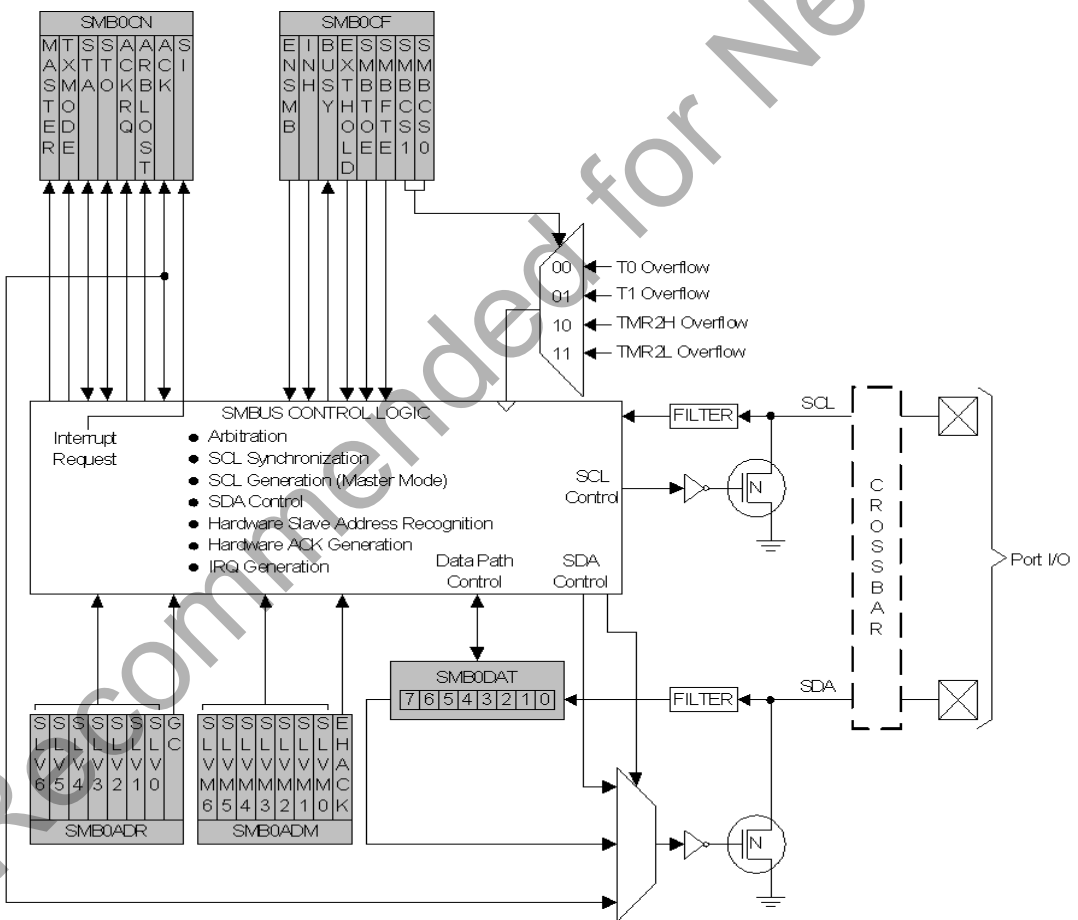 SMB0CN
MASTER
TXMODE
STA
STO
ACKRQ
ARBLOST
ACK
SI
SMB0CF
ENSMB
INH
BUSY
EXTHOLD
SMBTOE
SMBFTE
SMBCS1
SMBCS0
00
01
10
11
T0 Overflow
T1 Overflow
TMR2H Overflow
TMR2L Overflow
SMBUS CONTROL LOGIC
Interrupt
Request
● Arbitration
● SCL Synchronization
● SCL Generation (Master Mode)
● SDA Control
● Hardware Slave Address Recognition
● Hardware ACK Generation
● IRQ Generation
SCL
Control
Data Path
Control
SDA
Control
FILTER
SCL
N
CROSSBAR
Port I/O
SMB0DAT
7 6 5 4 3 2 1 0
FILTER
SDA
N
SLV6
SLV5
SLV4
SLV3
SLV2
SLV1
SLV0
GC
SMB0ADR
SLVM6
SLVM5
SLVM4
SLVM3
SLVM2
SLVM1
SLVM0
EHACK
SMB0ADM
Recommended for Ne